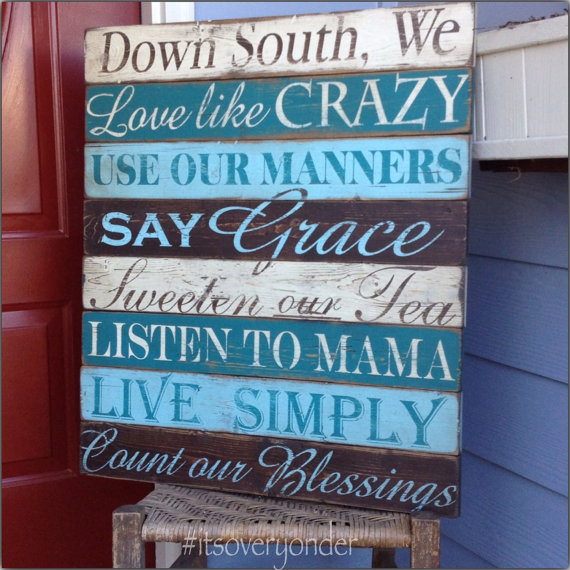 Down South, We
Love like CRAZY
USE OUR MANNERS
SAY Grace
Sweeten our Tea
LISTEN TO MAMA
LIVE SIMPLY
Count our Blessings
#itsoveryonder